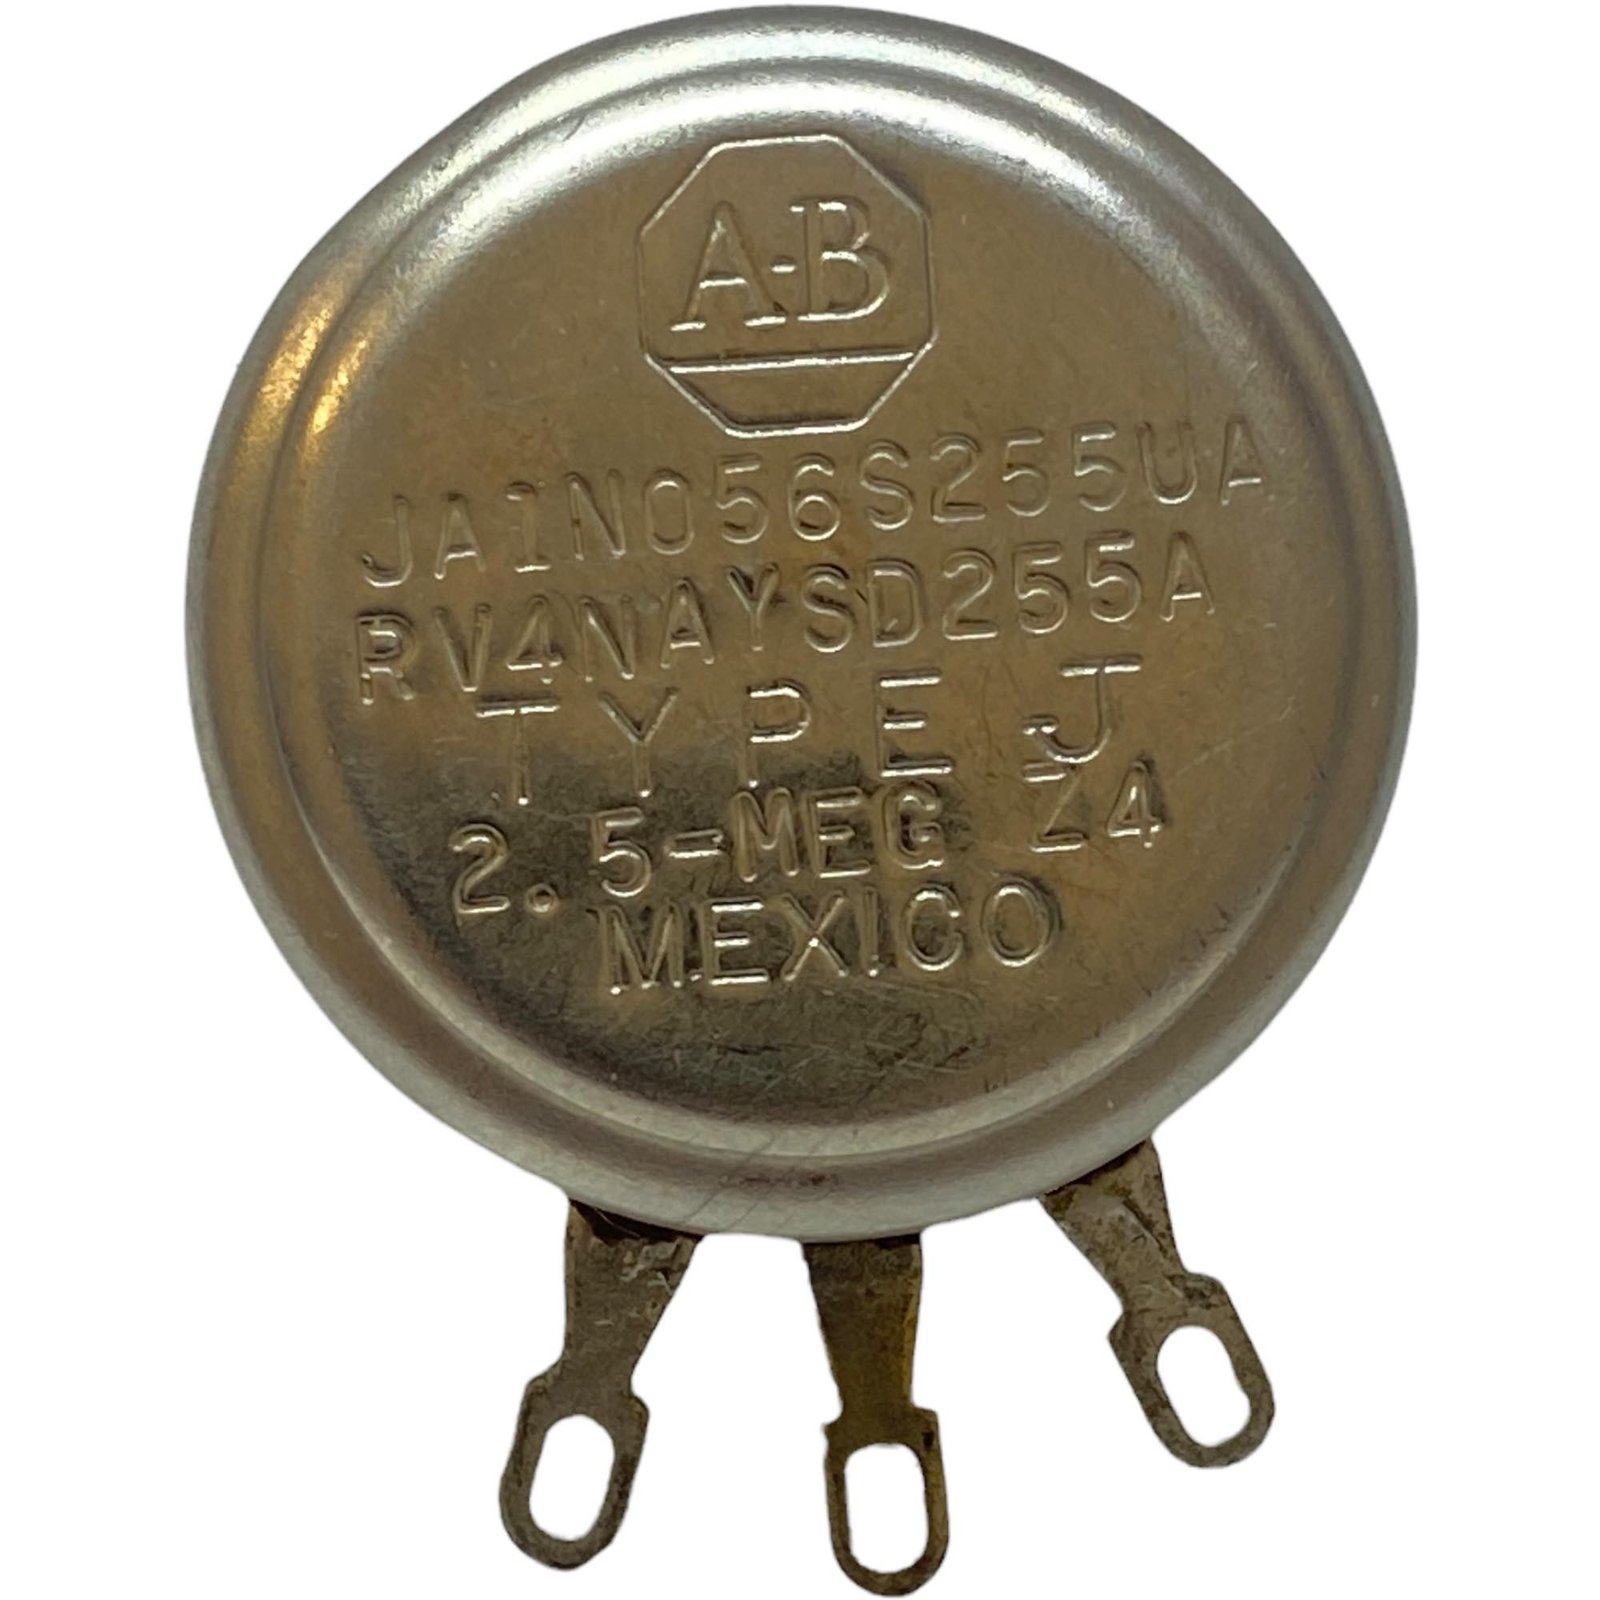 A-B
JA1N056S255UA
RV4NAYSD255A
TYPE J
2.5-MEG Z4
MEXICO